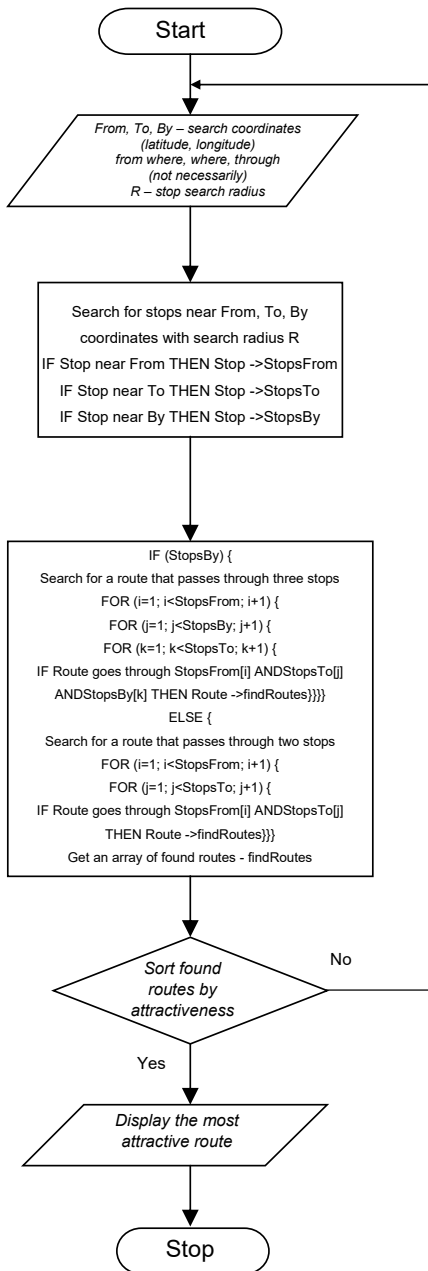 Start
From, To, By – search coordinates
(latitude, longitude)
from where, where, through
(not necessarily)
R – stop search radius
Search for stops near From, To, By
coordinates with search radius R
IF Stop near From THEN Stop ->StopsFrom
IF Stop near To THEN Stop ->StopsTo
IF Stop near By THEN Stop ->StopsBy
IF (StopsBy) {
Search for a route that passes through three stops
FOR (i=1; i<StopsFrom; i+1) {
FOR (j=1; j<StopsBy; j+1) {
FOR (k=1; k<StopsTo; k+1) {
IF Route goes through StopsFrom[i] ANDStopsTo[j]
ANDStopsBy[k] THEN Route ->findRoutes}}}}
ELSE {
Search for a route that passes through two stops
FOR (i=1; i<StopsFrom; i+1) {
FOR (j=1; j<StopsTo; j+1) {
IF Route goes through StopsFrom[i] ANDStopsTo[j]
THEN Route ->findRoutes}}}
Get an array of found routes - findRoutes
Sort found
routes by
attractiveness
No
Yes
Display the most
attractive route
Stop